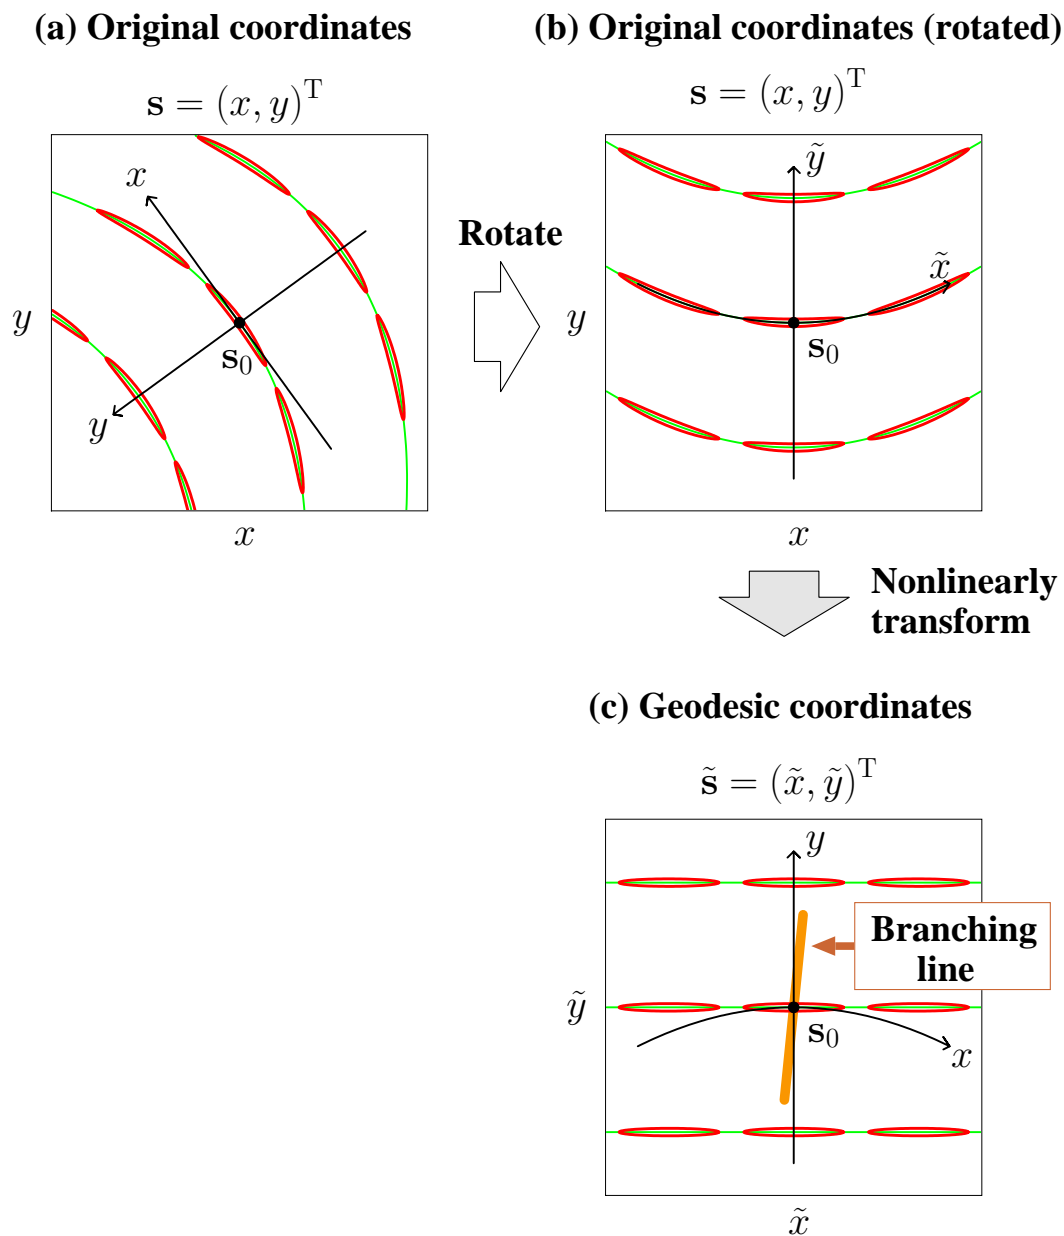 (a) Original coordinates
s = (x, y)^T
x
y
s₀
y
x
Rotate
(b) Original coordinates (rotated)
s = (x, y)^T
ỹ
x̃
y
s₀
x
Nonlinearly
transform
(c) Geodesic coordinates
s̃ = (x̃, ỹ)^T
y
Branching
line
ỹ
s₀
x
x̃